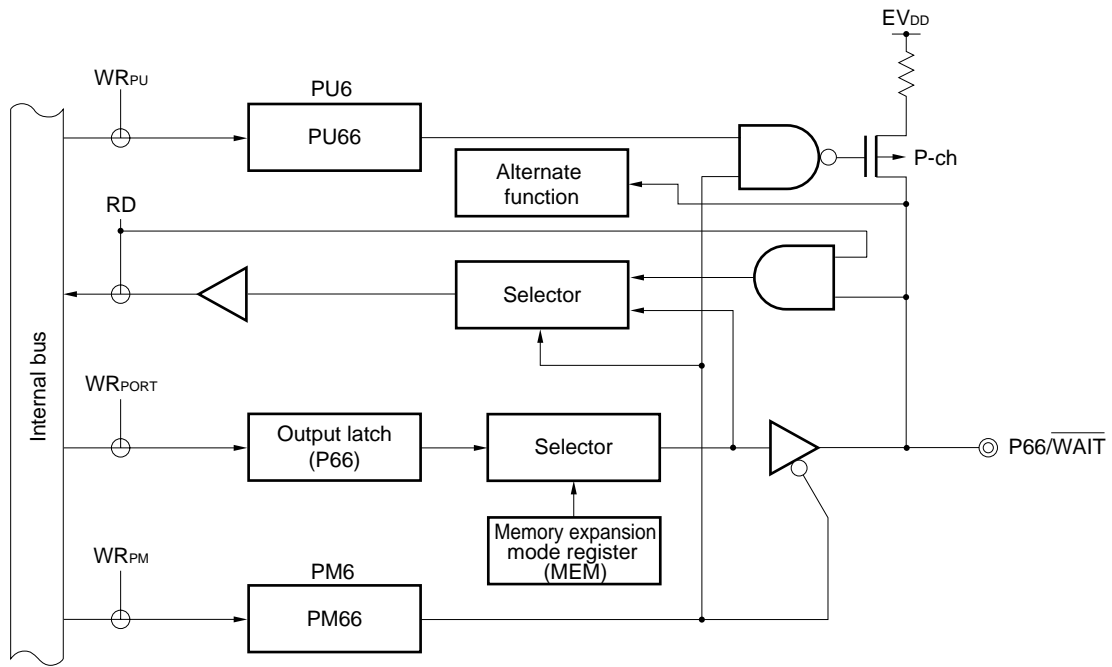 EVDD
WRPU
PU6
PU66
P-ch
Alternate
function
RD
Selector
Internal bus
WRPORT
Output latch
(P66)
Selector
P66/WAIT
Memory expansion
mode register
(MEM)
WRPM
PM6
PM66